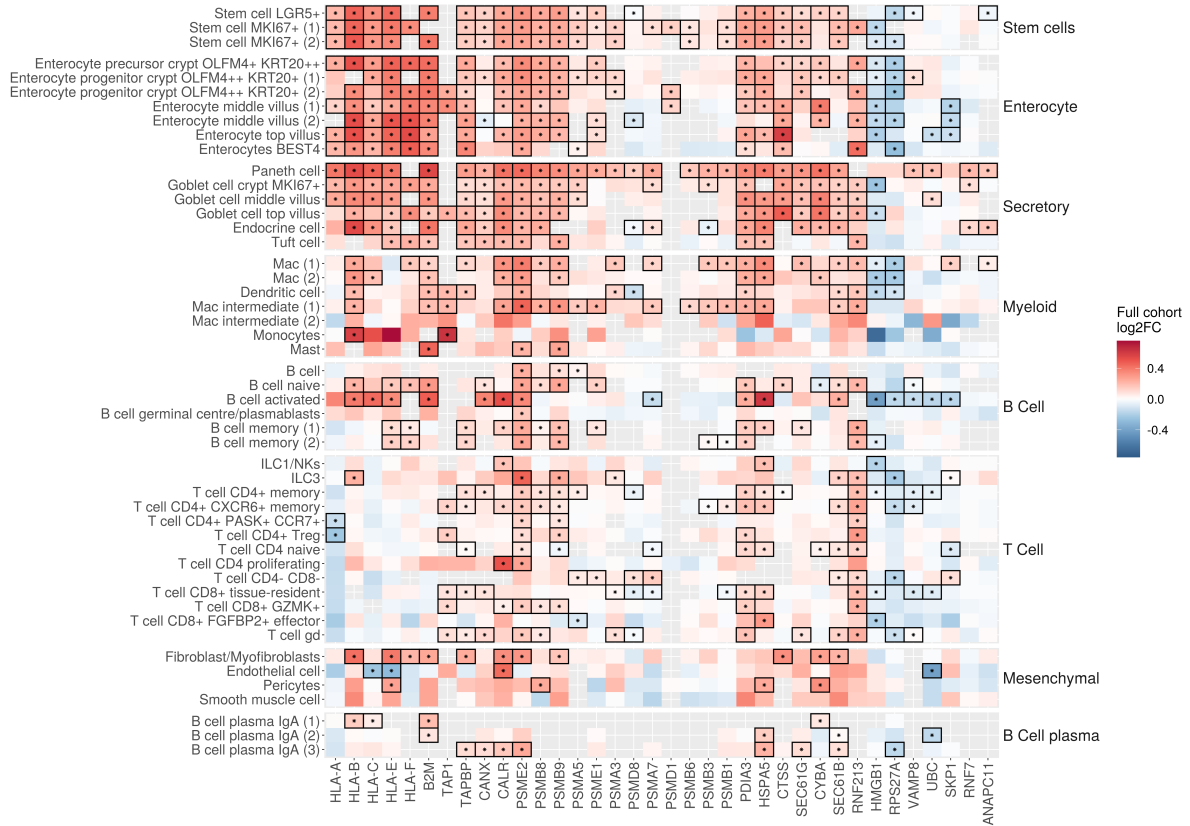 Stem cell LGR5+
Stem cell MKI67+ (1)
Stem cell MKI67+ (2)
Stem cells
Enterocyte precursor crypt OLFM4+ KRT20++
Enterocyte progenitor crypt OLFM4++ KRT20+ (1)
Enterocyte progenitor crypt OLFM4++ KRT20+ (2)
Enterocyte middle villus (1)
Enterocyte middle villus (2)
Enterocyte top villus
Enterocytes BEST4
Enterocyte
Paneth cell
Goblet cell crypt MKI67+
Goblet cell middle villus
Goblet cell top villus
Endocrine cell
Tuft cell
Secretory
Mac (1)
Mac (2)
Dendritic cell
Mac intermediate (1)
Mac intermediate (2)
Monocytes
Mast
Myeloid
B cell
B cell naive
B cell activated
B cell germinal centre/plasmablasts
B cell memory (1)
B cell memory (2)
B Cell
ILC1/NKs
ILC3
T cell CD4+ memory
T cell CD4+ CXCR6+ memory
T cell CD4+ PASK+ CCR7+
T cell CD4+ Treg
T cell CD4 naive
T cell CD4 proliferating
T cell CD4- CD8-
T cell CD8+ tissue-resident
T cell CD8+ GZMK+
T cell CD8+ FGFBP2+ effector
T cell gd
T Cell
Fibroblast/Myofibroblasts
Endothelial cell
Pericytes
Smooth muscle cell
Mesenchymal
B cell plasma IgA (1)
B cell plasma IgA (2)
B cell plasma IgA (3)
B Cell plasma
HLA-A
HLA-B
HLA-C
HLA-E
HLA-F
B2M
TAP1
TAPBP
CANX
CALR
PSME2
PSMB8
PSMB9
PSMA5
PSME1
PSMA3
PSMD8
PSMA7
PSMD1
PSMB6
PSMB3
PSMB1
PDIA3
HSPA5
CTSS
SEC61G
CYBA
SEC61B
RNF213
HMGB1
RPS27A
VAMP8
UBC
SKP1
RNF7
ANAPC11
Full cohort
log2FC
0.4
0.0
-0.4